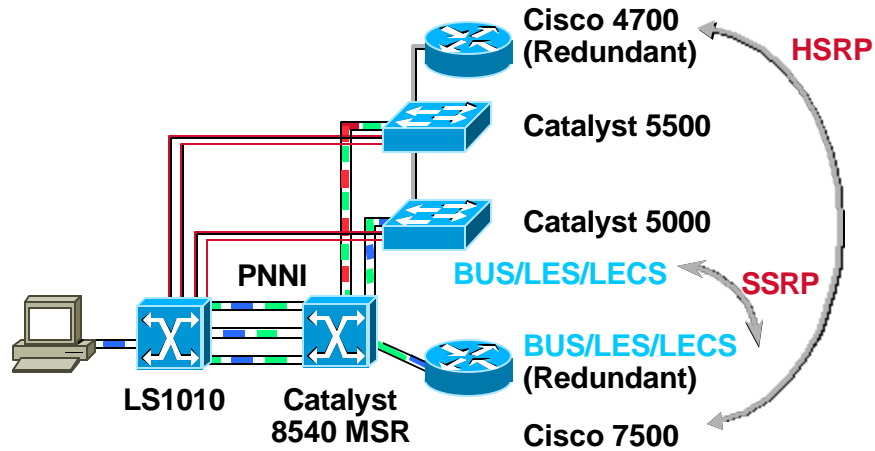 Cisco 4700
(Redundant)
HSRP
Catalyst 5500
Catalyst 5000
PNNI
BUS/LES/LECS
SSRP
BUS/LES/LECS
(Redundant)
LS1010
Catalyst
8540 MSR
Cisco 7500